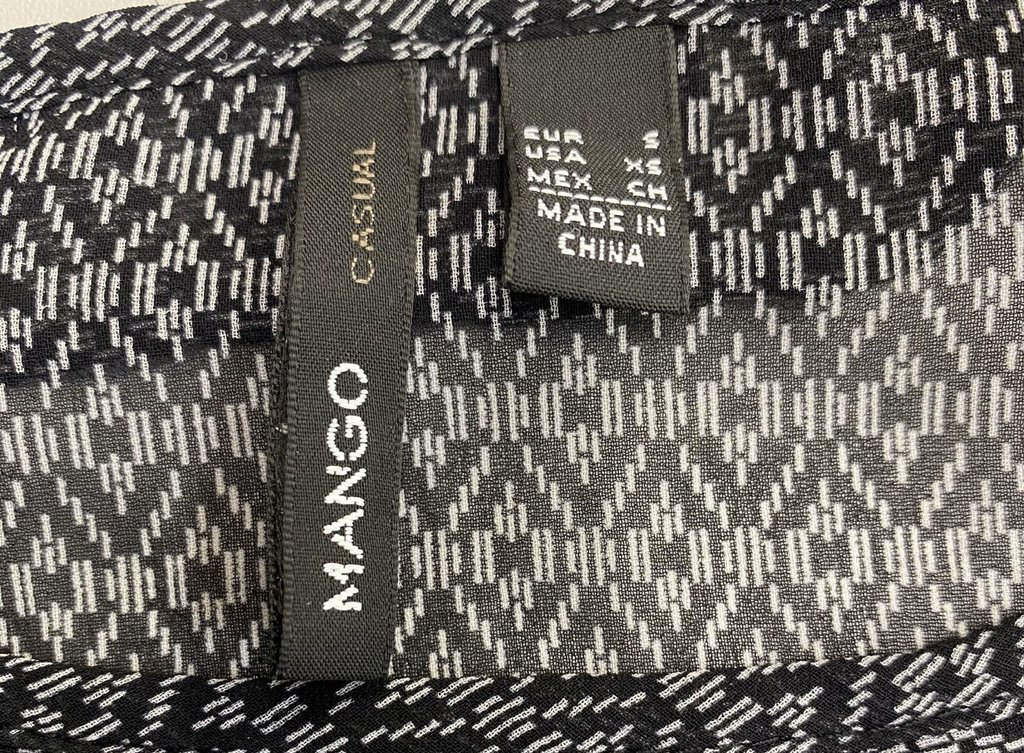 MANGO CASUAL
EUR S
USA XS
MEX CH
MADE IN
CHINA